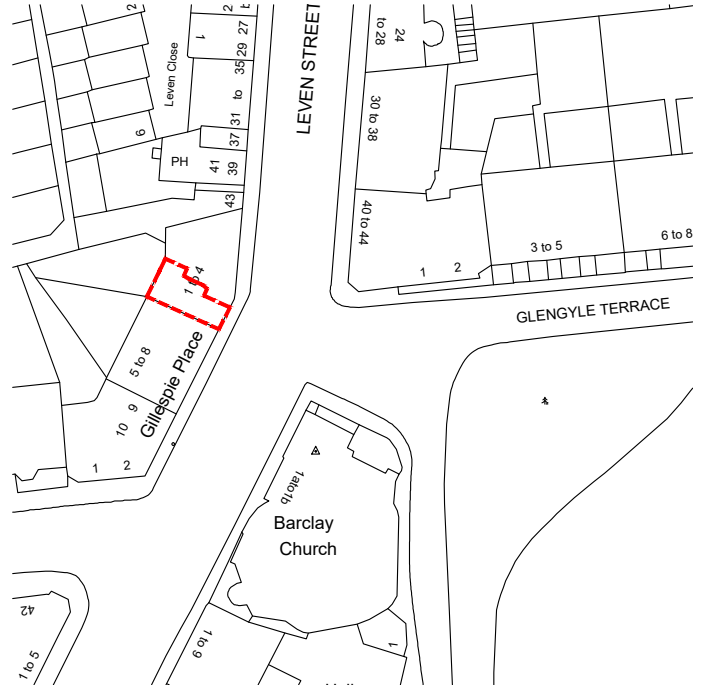 24
to 28
30 to 38
40 to 44
1
2
3 to 5
6 to 8
GLENGYLE TERRACE
LEVEN STREET
Leven Close
1
27
29
35
to
31
37
39
41
43
PH
6
2
2
1 to 4
5 to 8
9
10
1
2
Gillespie Place
1ato1b
Barclay
Church
1 to 9
1
42
1 to 5